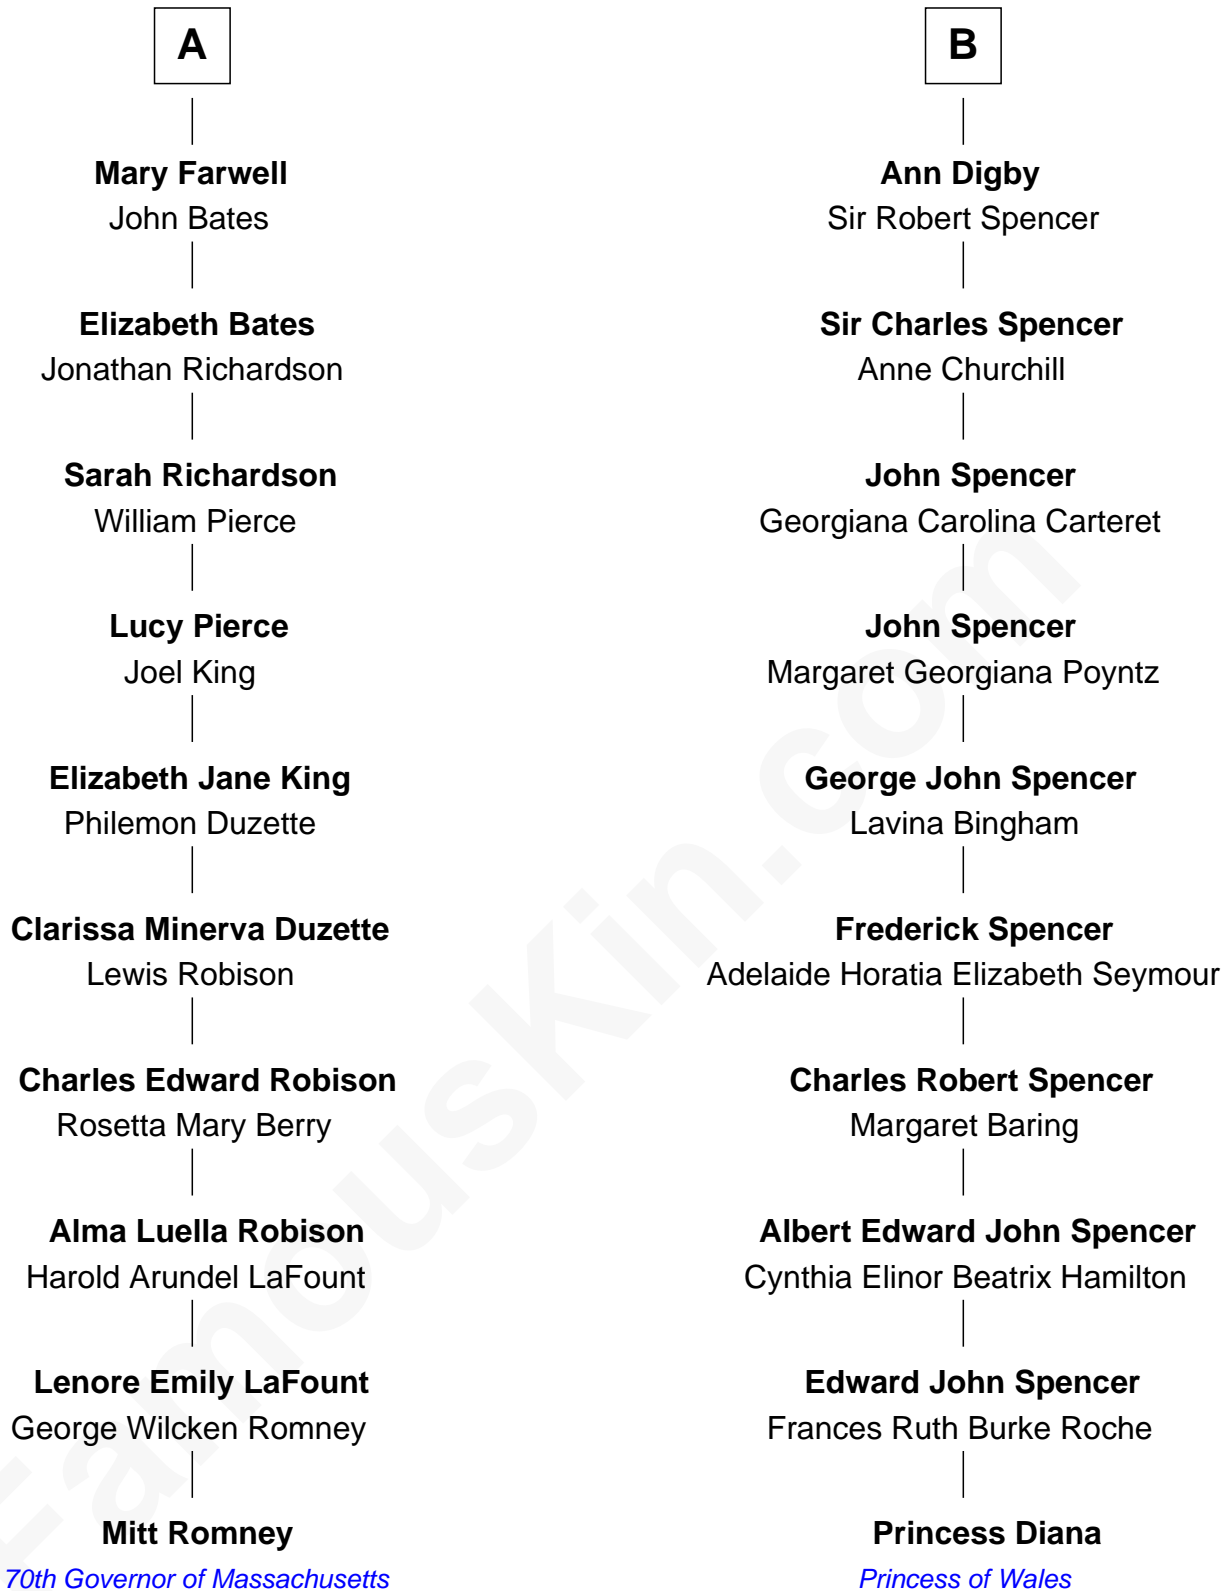 A
Mary Farwell
John Bates
Elizabeth Bates
Jonathan Richardson
Sarah Richardson
William Pierce
Lucy Pierce
Joel King
Elizabeth Jane King
Philemon Duzette
Clarissa Minerva Duzette
Lewis Robison
Charles Edward Robison
Rosetta Mary Berry
Alma Luella Robison
Harold Arundel LaFount
Lenore Emily LaFount
George Wilcken Romney
Mitt Romney
70th Governor of Massachusetts
B
Ann Digby
Sir Robert Spencer
Sir Charles Spencer
Anne Churchill
John Spencer
Georgiana Carolina Carteret
John Spencer
Margaret Georgiana Poyntz
George John Spencer
Lavina Bingham
Frederick Spencer
Adelaide Horatia Elizabeth Seymour
Charles Robert Spencer
Margaret Baring
Albert Edward John Spencer
Cynthia Elinor Beatrix Hamilton
Edward John Spencer
Frances Ruth Burke Roche
Princess Diana
Princess of Wales
FamousKin.com